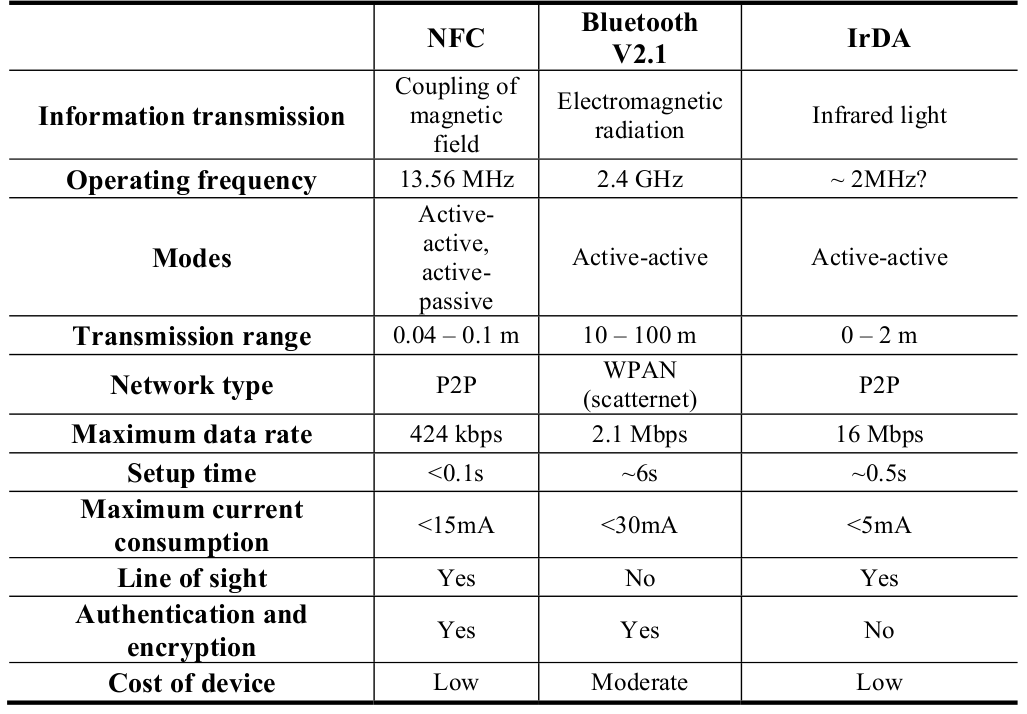 NFC
Bluetooth
V2.1
IrDA
Information transmission
Coupling of
magnetic
field
Electromagnetic
radiation
Infrared light
Operating frequency
13.56 MHz
2.4 GHz
~ 2MHz?
Modes
Active-
active,
active-
passive
Active-active
Active-active
Transmission range
0.04 – 0.1 m
10 – 100 m
0 – 2 m
Network type
P2P
WPAN
(scatternet)
P2P
Maximum data rate
424 kbps
2.1 Mbps
16 Mbps
Setup time
<0.1s
~6s
~0.5s
Maximum current
consumption
<15mA
<30mA
<5mA
Line of sight
Yes
No
Yes
Authentication and
encryption
Yes
Yes
No
Cost of device
Low
Moderate
Low